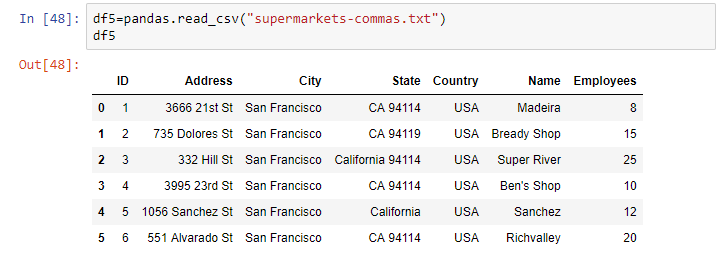 In [48]: df5=pandas.read_csv("supermarkets-commas.txt")
df5
Out[48]:
ID Address City State Country Name Employees
0 1 3666 21st St San Francisco CA 94114 USA Madeira 8
1 2 735 Dolores St San Francisco CA 94119 USA Bready Shop 15
2 3 332 Hill St San Francisco California 94114 USA Super River 25
3 4 3995 23rd St San Francisco CA 94114 USA Ben's Shop 10
4 5 1056 Sanchez St San Francisco California USA Sanchez 12
5 6 551 Alvarado St San Francisco CA 94114 USA Richvalley 20